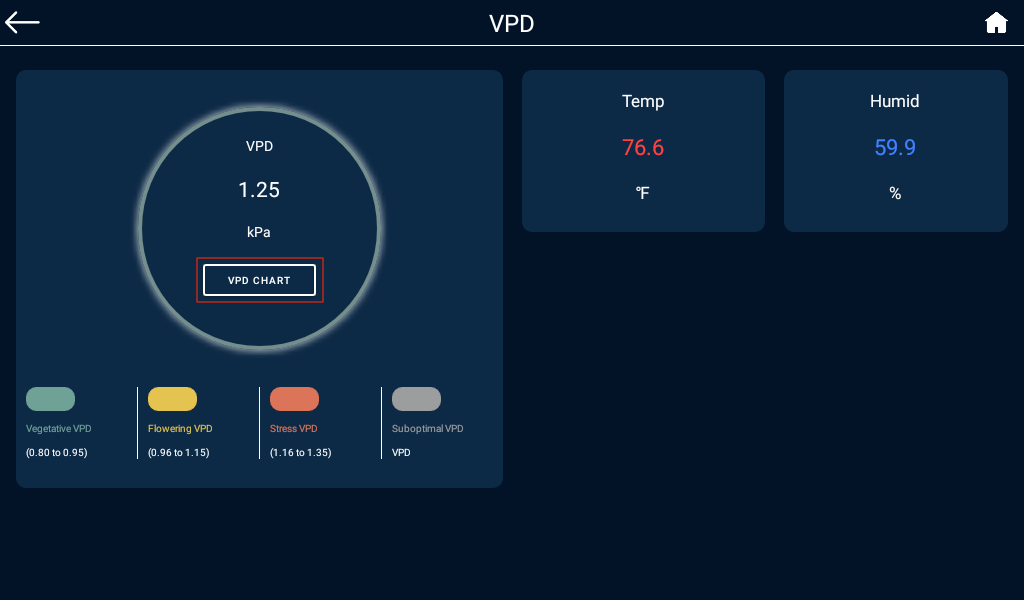 VPD
VPD
1.25
kPa
VPD CHART
Temp
76.6
°F
Humid
59.9
%
Vegetative VPD
(0.80 to 0.95)
Flowering VPD
(0.96 to 1.15)
Stress VPD
(1.16 to 1.35)
Suboptimal VPD
VPD